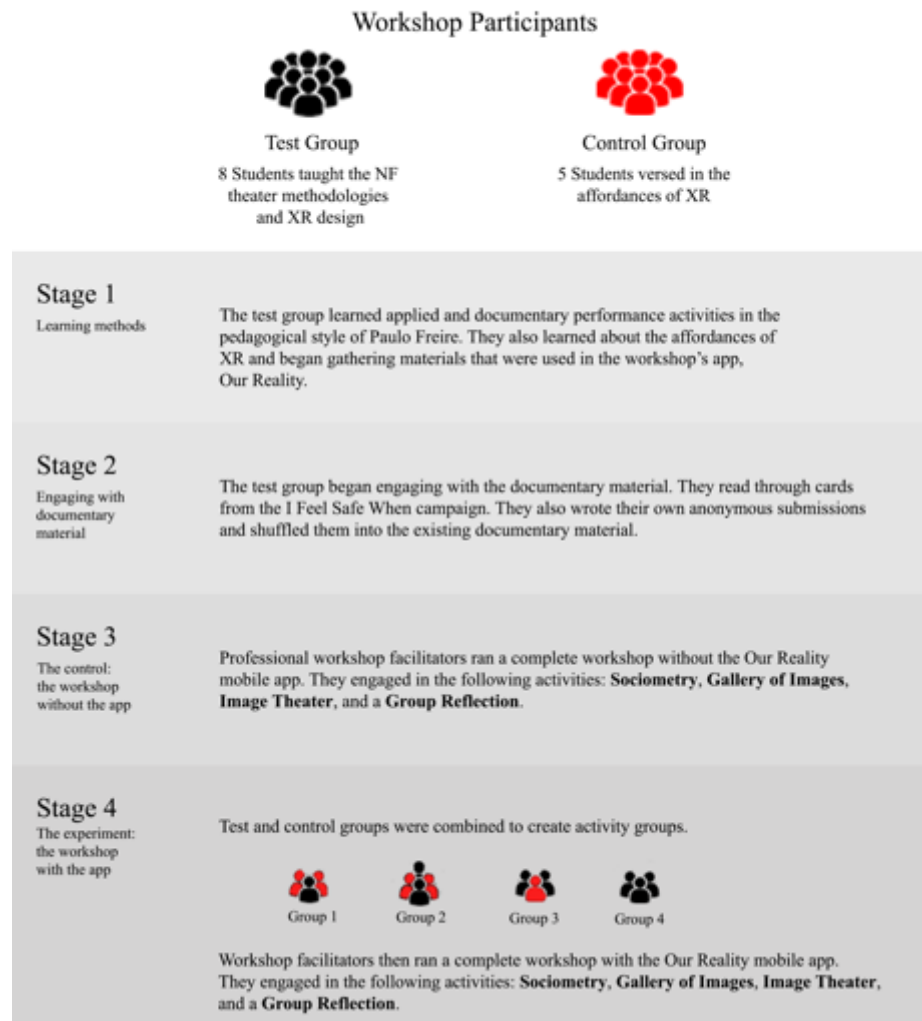 Workshop Participants
Test Group
8 Students taught the NF
theater methodologies
and XR design
Control Group
5 Students versed in the
affordances of XR
Stage 1
Learning methods
The test group learned applied and documentary performance activities in the
pedagogical style of Paulo Freire. They also learned about the affordances of
XR and began gathering materials that were used in the workshop's app,
Our Reality.
Stage 2
Engaging with
documentary
material
The test group began engaging with the documentary material. They read through cards
from the I Feel Safe When campaign. They also wrote their own anonymous submissions
and shuffled them into the existing documentary material.
Stage 3
The control:
the workshop
without the app
Professional workshop facilitators ran a complete workshop without the Our Reality
mobile app. They engaged in the following activities: Sociometry, Gallery of Images,
Image Theater, and a Group Reflection.
Stage 4
The experiment:
the workshop
with the app
Test and control groups were combined to create activity groups.
Group 1
Group 2
Group 3
Group 4
Workshop facilitators then ran a complete workshop with the Our Reality mobile app.
They engaged in the following activities: Sociometry, Gallery of Images, Image Theater,
and a Group Reflection.